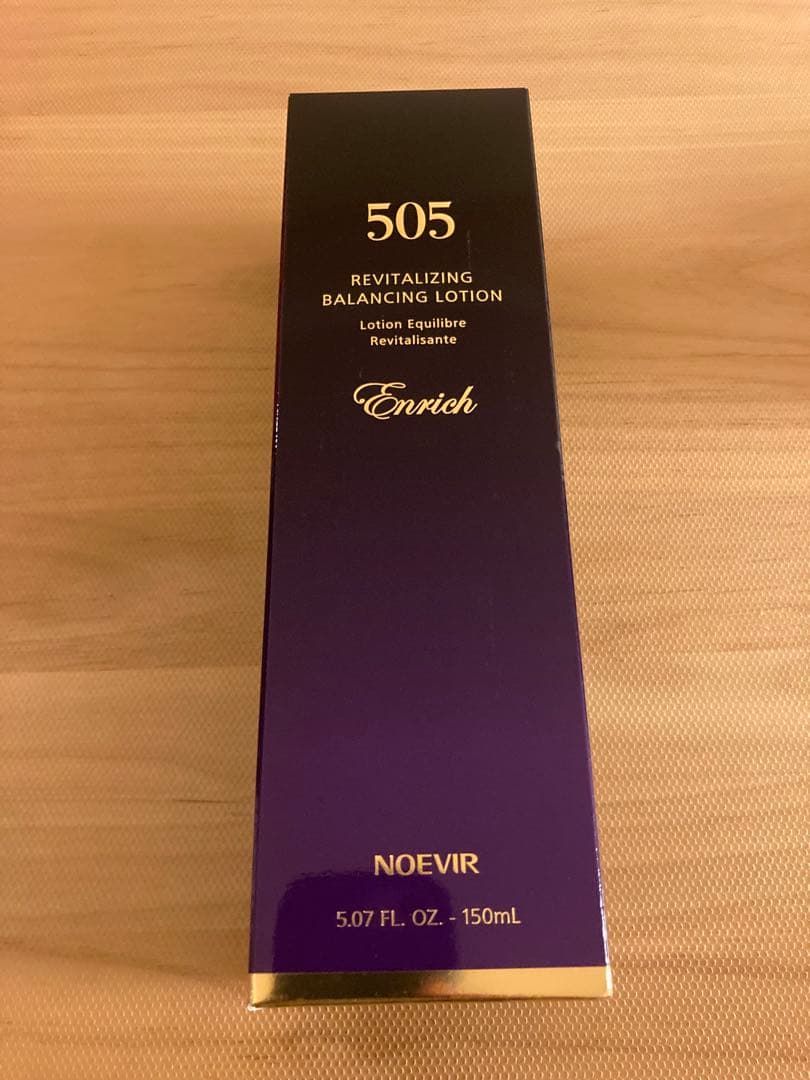 505
REVITALIZING
BALANCING LOTION
Lotion Equilibre
Revitalisante
Enrich
NOEVIR
5.07 FL. OZ. - 150mL